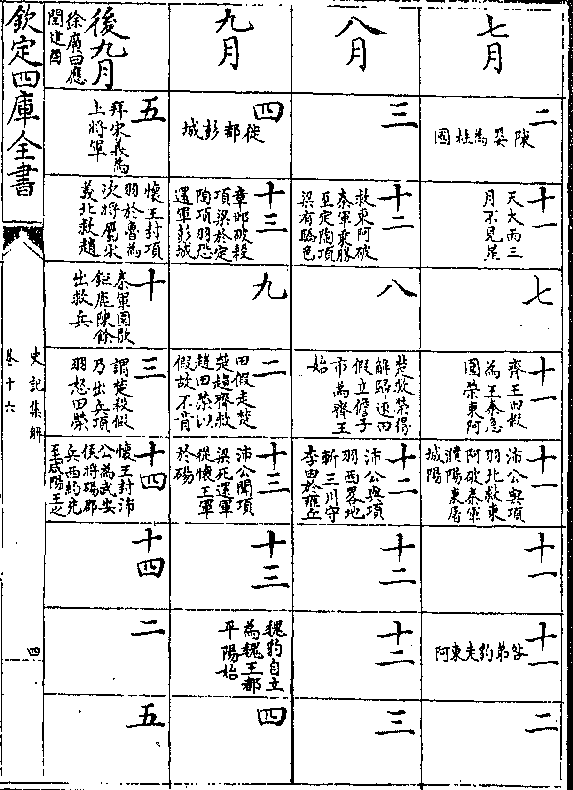 七月
二
陳嬰為柱國
十一
天大雨三
月不見星
七
十一
齊王田假
為王秦急
圍榮東阿
十一
沛公與項
羽北救東
阿破秦軍
濮陽東屠
城陽
十一
十一
咎弟豹走東阿
二
八月
三
十二
救東阿破
秦軍乘勝
至定陶項
梁有驕色
八
楚救榮得
解歸逐田
假立儋子
市為齊王
始
十二
沛公與項
羽西畧地
斬三川守
李由於雍丘
十二
十二
三
九月
四
徙都彭城
十三
章邯破殺
項梁於定
陶項羽恐
還軍彭城
九
二
田假走楚
楚趨齊救
趙田榮以
假故不肯
十三
沛公聞項
梁死還軍
從懷王軍
於碭
十三
魏豹自立
為魏王都
平陽始
四
後九月
徐廣曰應
閏建酉
五
拜宋義為
上將軍
懷王封項
羽於魯為
次將屬宋
義北救趙
十
秦軍圍歇
鉅鹿陳餘
出救兵
三
謂楚殺假
乃出兵項
羽怒田榮
十四
懷王封沛
公為武安
侯將碭郡
兵西約先
至咸陽王之
十四
二
五
欽定四庫全書
史記集解
卷十六
四